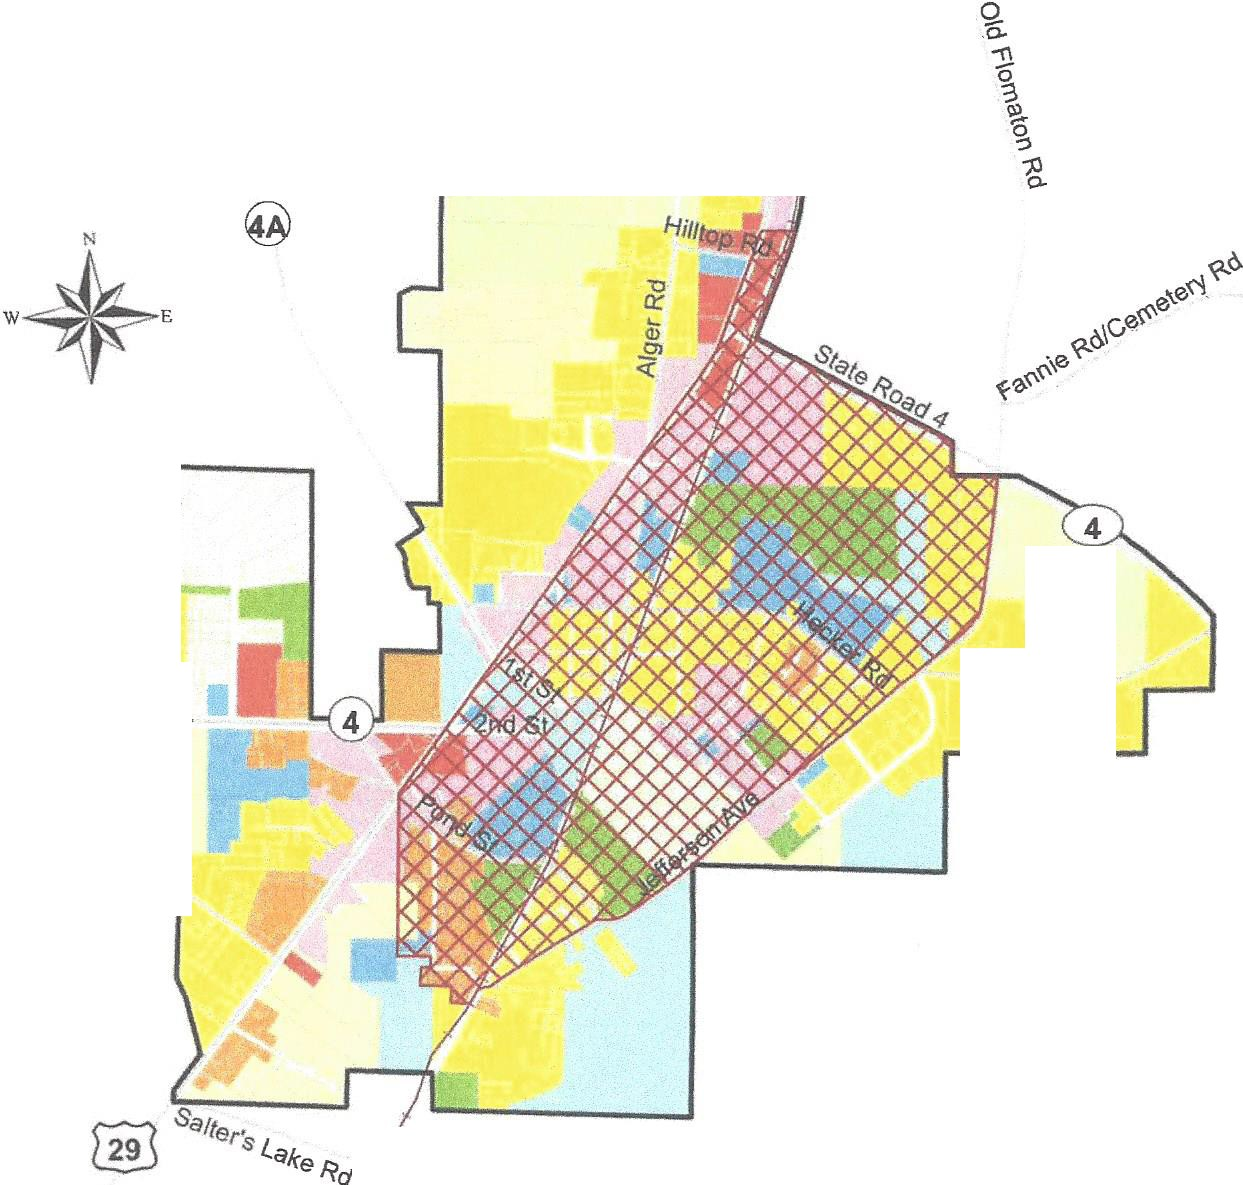 Old Flomaton Rd
4A
Hilltop Rd
N
W
E
Alger Rd
Fannie Rd/Cemetery Rd
State Road 4
4
Hecker Rd
1st St
2nd St
4
Pond St
Jefferson Ave
29
Salter's Lake Rd